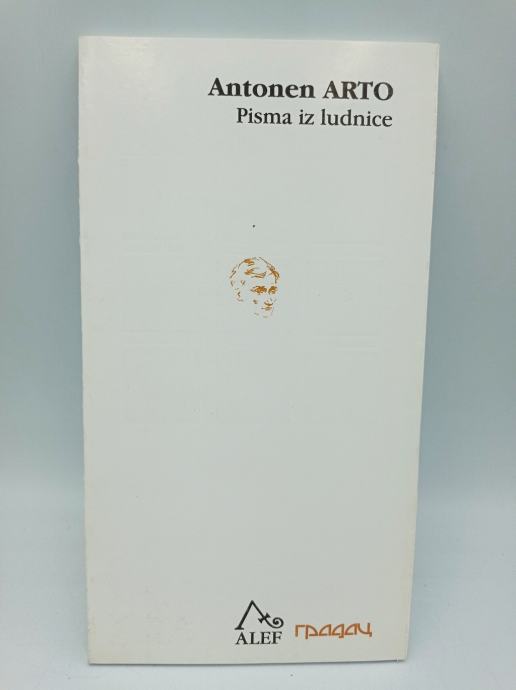 Antonen ARTO
Pisma iz ludnice
ALEF
градац